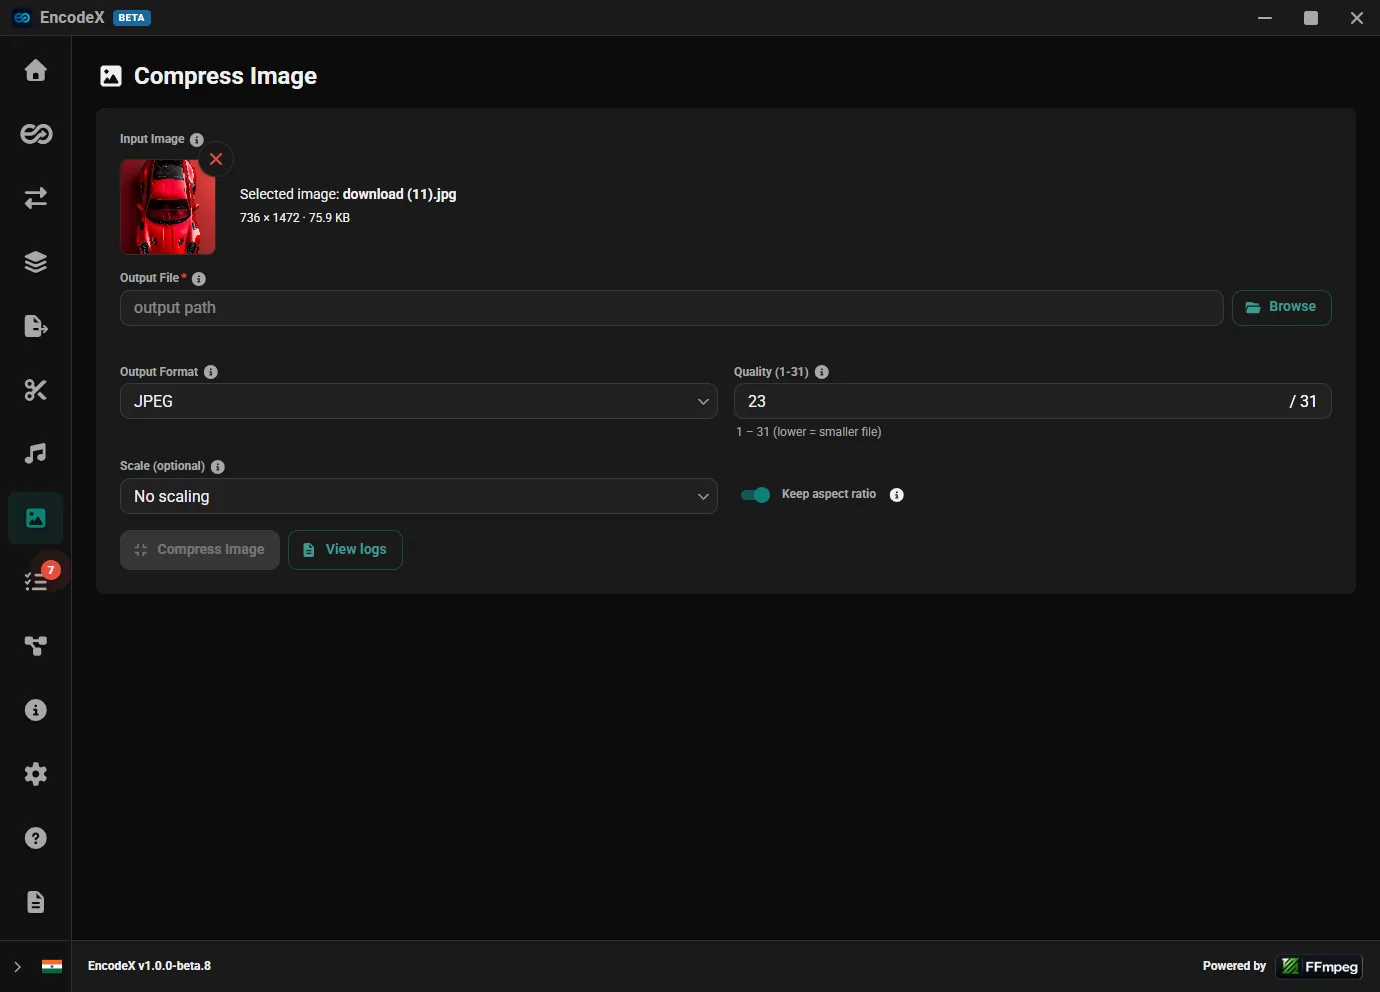 EncodeX BETA
Compress Image
Input Image
Selected image: download (11).jpg
736 × 1472 · 75.9 KB
Output File*
output path
Browse
Output Format
Quality (1-31)
JPEG
23
/ 31
1 – 31 (lower = smaller file)
Scale (optional)
No scaling
Keep aspect ratio
Compress Image
View logs
7
EncodeX v1.0.0-beta.8
Powered by FFmpeg